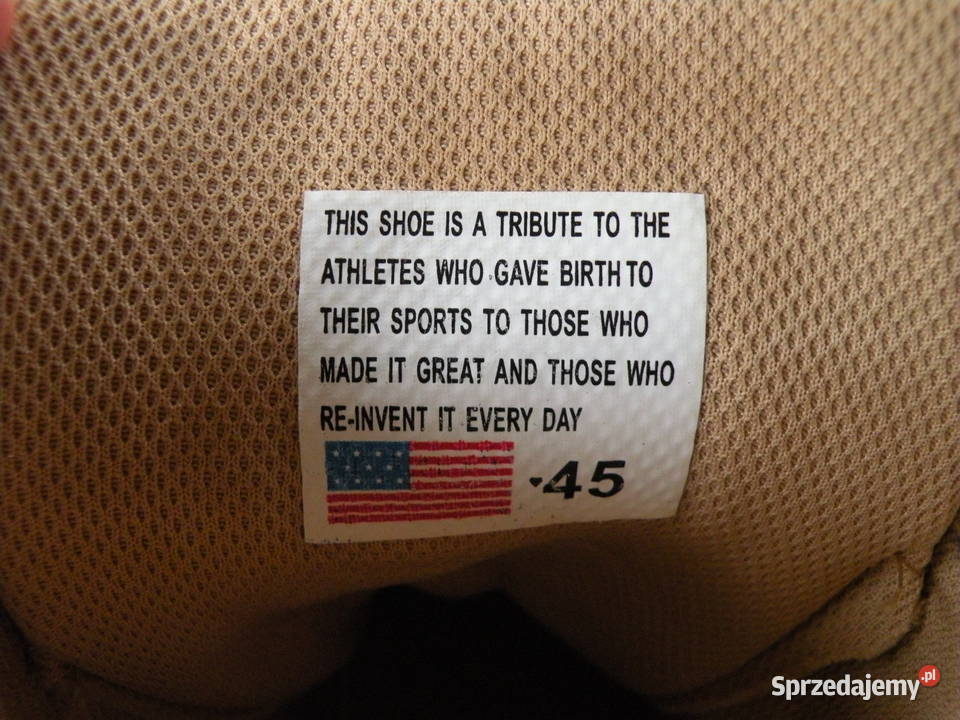 THIS SHOE IS A TRIBUTE TO THE
ATHLETES WHO GAVE BIRTH TO
THEIR SPORTS TO THOSE WHO
MADE IT GREAT AND THOSE WHO
RE-INVENT IT EVERY DAY
45
Sprzedajemy.pl